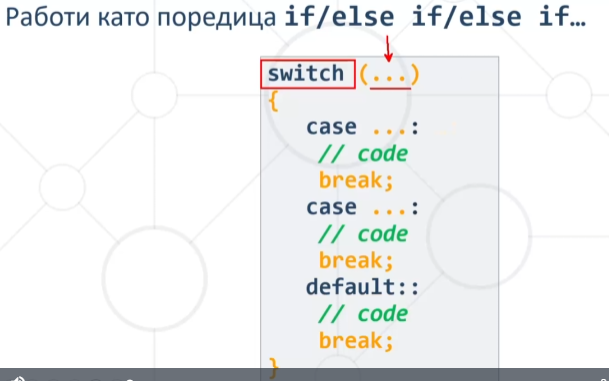 Работи като поредица if/else if/else if…
switch (...)
{
case ...:
// code
break;
case ...:
// code
break;
default::
// code
break;
}